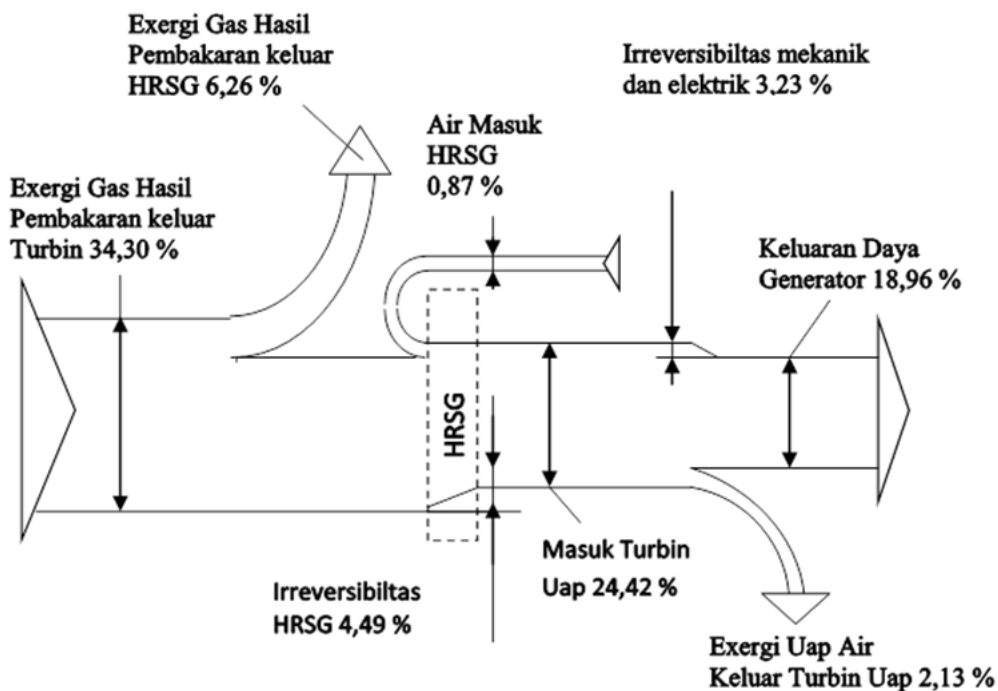 Exergi Gas Hasil
Pembakaran keluar
HRSG 6,26 %
Irreversibiltas mekanik
dan elektrik 3,23 %
Air Masuk
HRSG
0,87 %
Exergi Gas Hasil
Pembakaran keluar
Turbin 34,30 %
Keluaran Daya
Generator 18,96 %
HRSG
Masuk Turbin
Uap 24,42 %
Irreversibiltas
HRSG 4,49 %
Exergi Uap Air
Keluar Turbin Uap 2,13 %